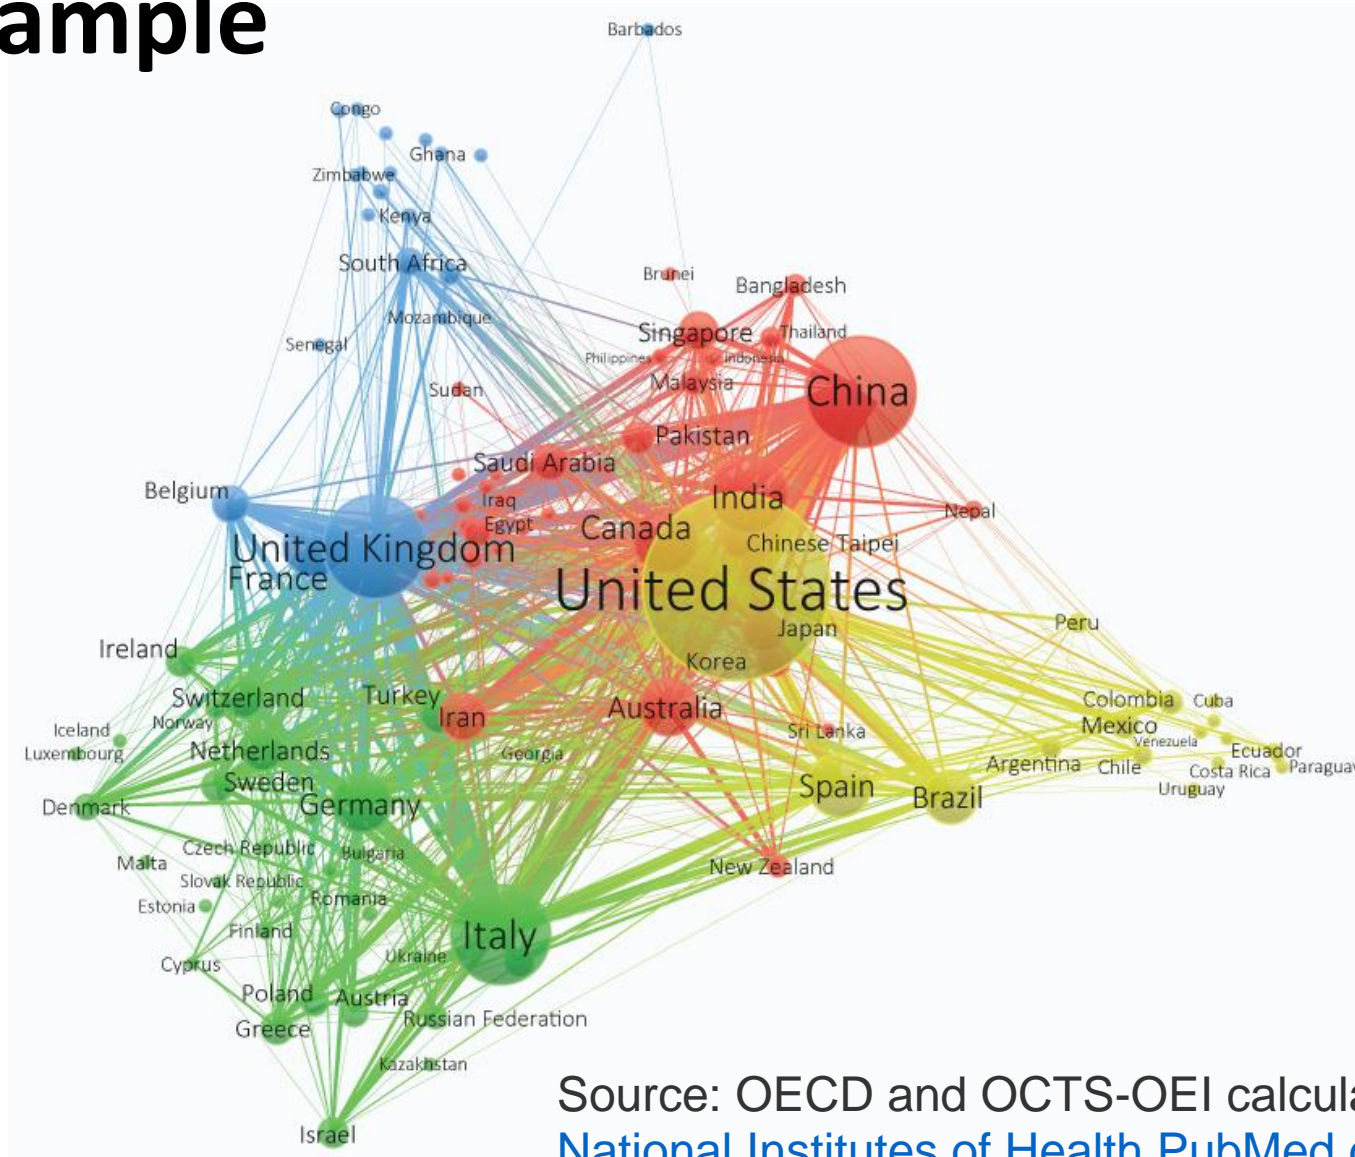 ample
Barbados
Congo
Ghana
Zimbabwe
Kenya
South Africa
Brunei
Bangladesh
Mozambique
Singapore
Thailand
Senegal
Philippines
Indonesia
Malaysia
Sudan
China
Pakistan
Saudi Arabia
Belgium
Iraq
India
Egypt
Canada
Nepal
United Kingdom
Chinese Taipei
France
United States
Japan
Peru
Ireland
Korea
Switzerland
Turkey
Colombia
Cuba
Norway
Iran
Australia
Mexico
Iceland
Sri Lanka
Venezuela
Luxembourg
Netherlands
Georgia
Ecuador
Argentina
Chile
Costa Rica
Paraguay
Sweden
Spain
Uruguay
Denmark
Germany
Brazil
Czech Republic
Bulgaria
Malta
New Zealand
Slovak Republic
Estonia
Romania
Finland
Italy
Cyprus
Ukraine
Poland
Austria
Greece
Russian Federation
Kazakhstan
Israel
Source: OECD and OCTS-OEI calcula
National Institutes of Health PubMed